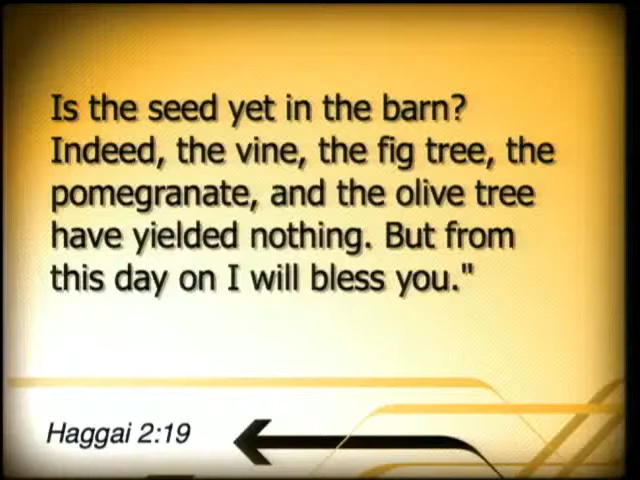 Is the seed yet in the barn?
Indeed, the vine, the fig tree, the
pomegranate, and the olive tree
have yielded nothing. But from
this day on I will bless you."
Haggai 2:19